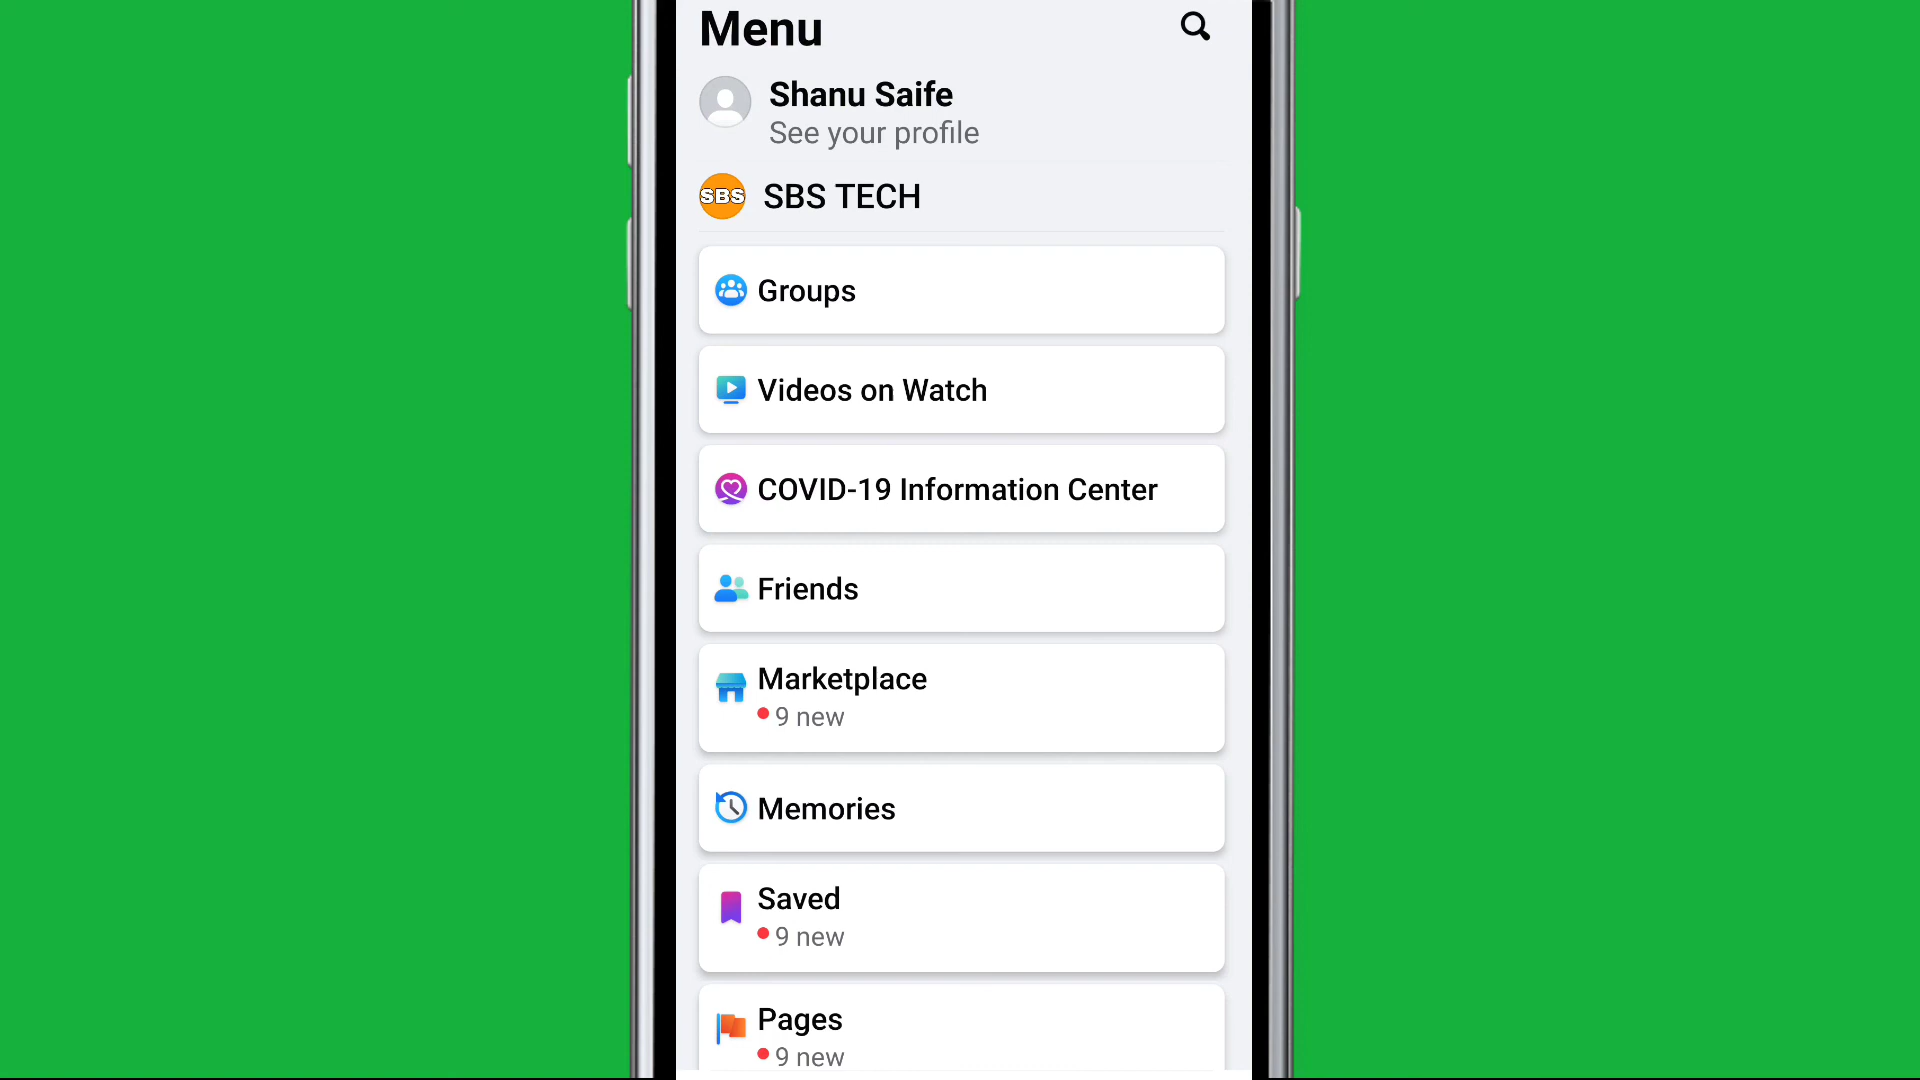 Menu
Shanu Saife
See your profile
SBS
SBS TECH
Groups
Videos on Watch
COVID-19 Information Center
Friends
Marketplace
9 new
Memories
Saved
9 new
Pages
9 new